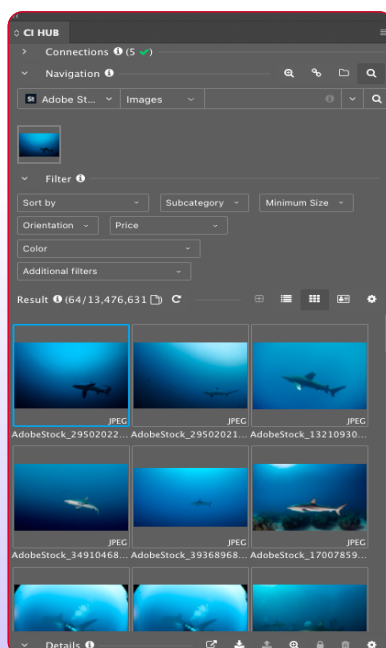 CI HUB
Connections (5 ✓)
Navigation
St Adobe St... Images
Filter
Sort by Subcategory Minimum Size
Orientation Price
Color
Additional filters
Result (64/13,476,631)
JPEG JPEG JPEG
AdobeStock_29502022... AdobeStock_29502021... AdobeStock_13210930...
JPEG JPEG JPEG
AdobeStock_34910468... AdobeStock_39368968... AdobeStock_17007859...
Details